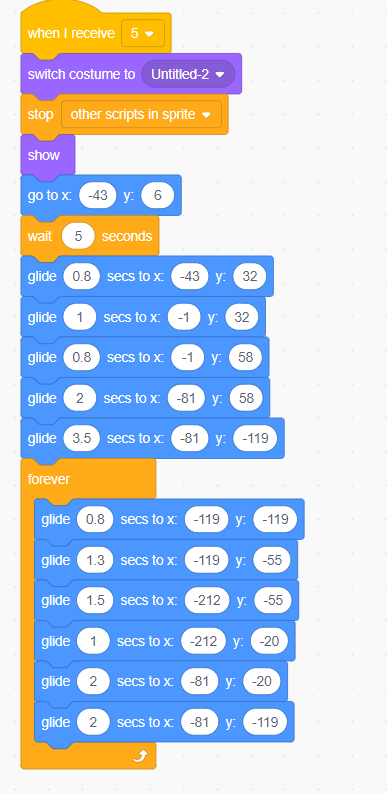 when I receive 5
switch costume to Untitled-2
stop other scripts in sprite
show
go to x: -43 y: 6
wait 5 seconds
glide 0.8 secs to x: -43 y: 32
glide 1 secs to x: -1 y: 32
glide 0.8 secs to x: -1 y: 58
glide 2 secs to x: -81 y: 58
glide 3.5 secs to x: -81 y: -119
forever
glide 0.8 secs to x: -119 y: -119
glide 1.3 secs to x: -119 y: -55
glide 1.5 secs to x: -212 y: -55
glide 1 secs to x: -212 y: -20
glide 2 secs to x: -81 y: -20
glide 2 secs to x: -81 y: -119